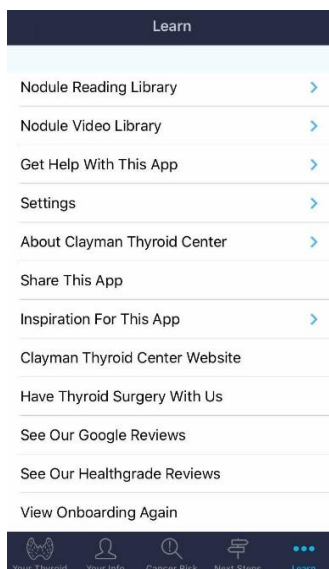 Learn
Nodule Reading Library
Nodule Video Library
Get Help With This App
Settings
About Clayman Thyroid Center
Share This App
Inspiration For This App
Clayman Thyroid Center Website
Have Thyroid Surgery With Us
See Our Google Reviews
See Our Healthgrade Reviews
View Onboarding Again
Your Thyroid Your Info Cancer Risk Next Steps Learn